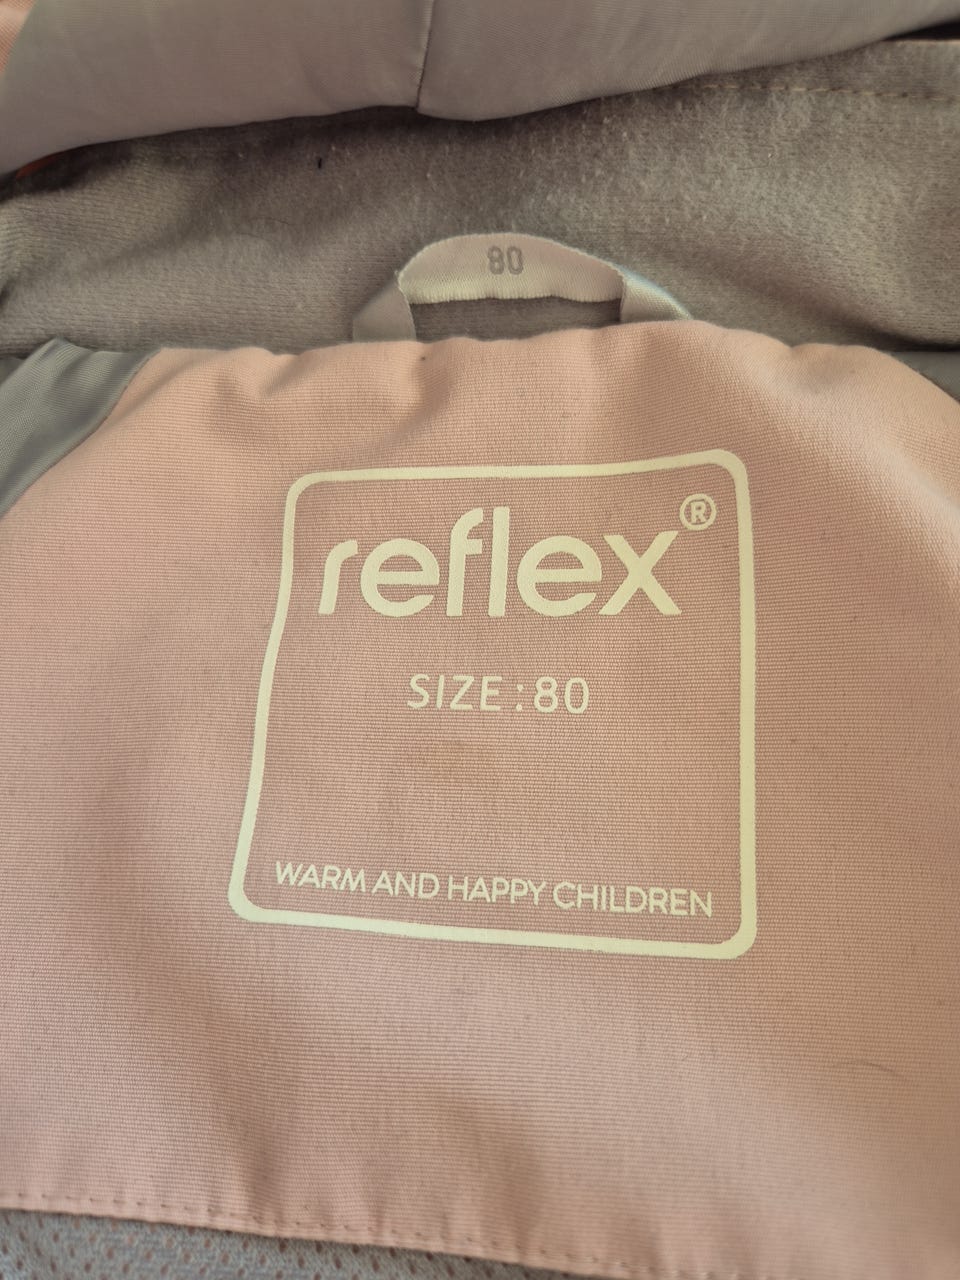 80
reflex®
SIZE:80
WARM AND HAPPY CHILDREN